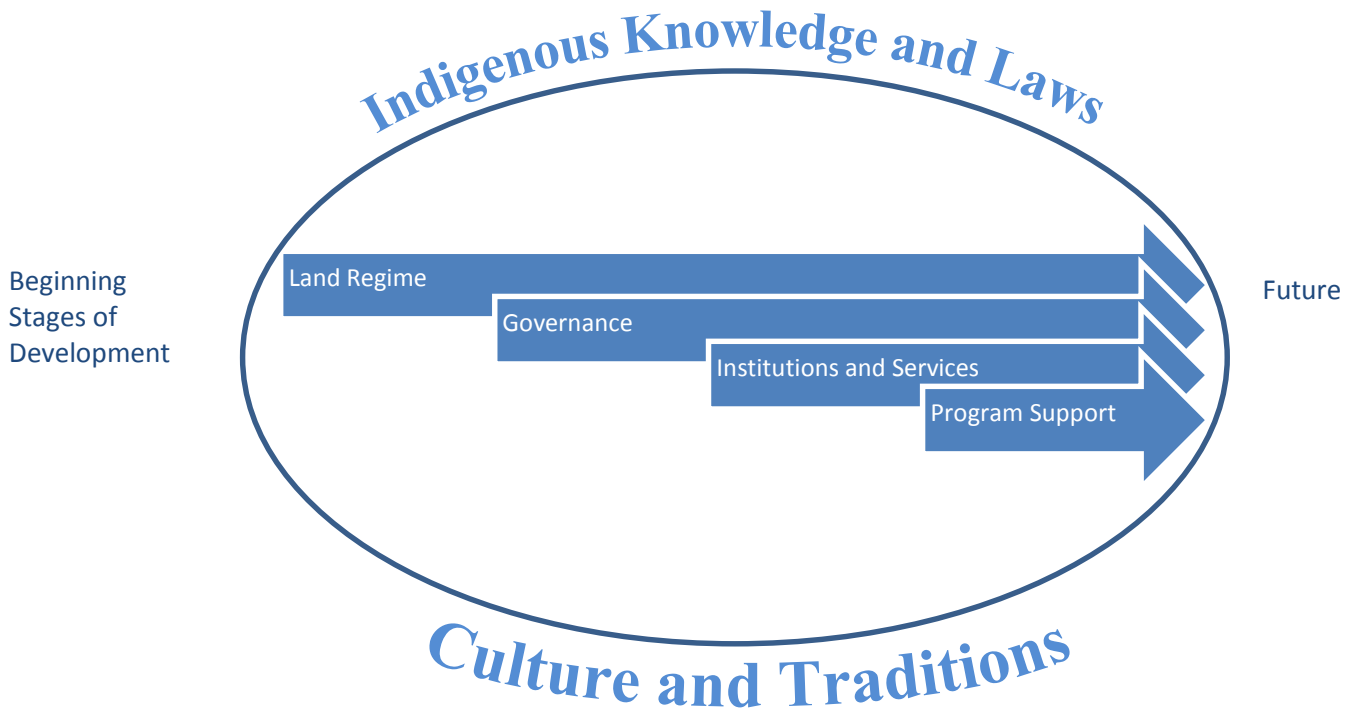 Indigenous Knowledge and Laws
Beginning
Stages of
Development
Land Regime
Governance
Institutions and Services
Program Support
Future
Culture and Traditions